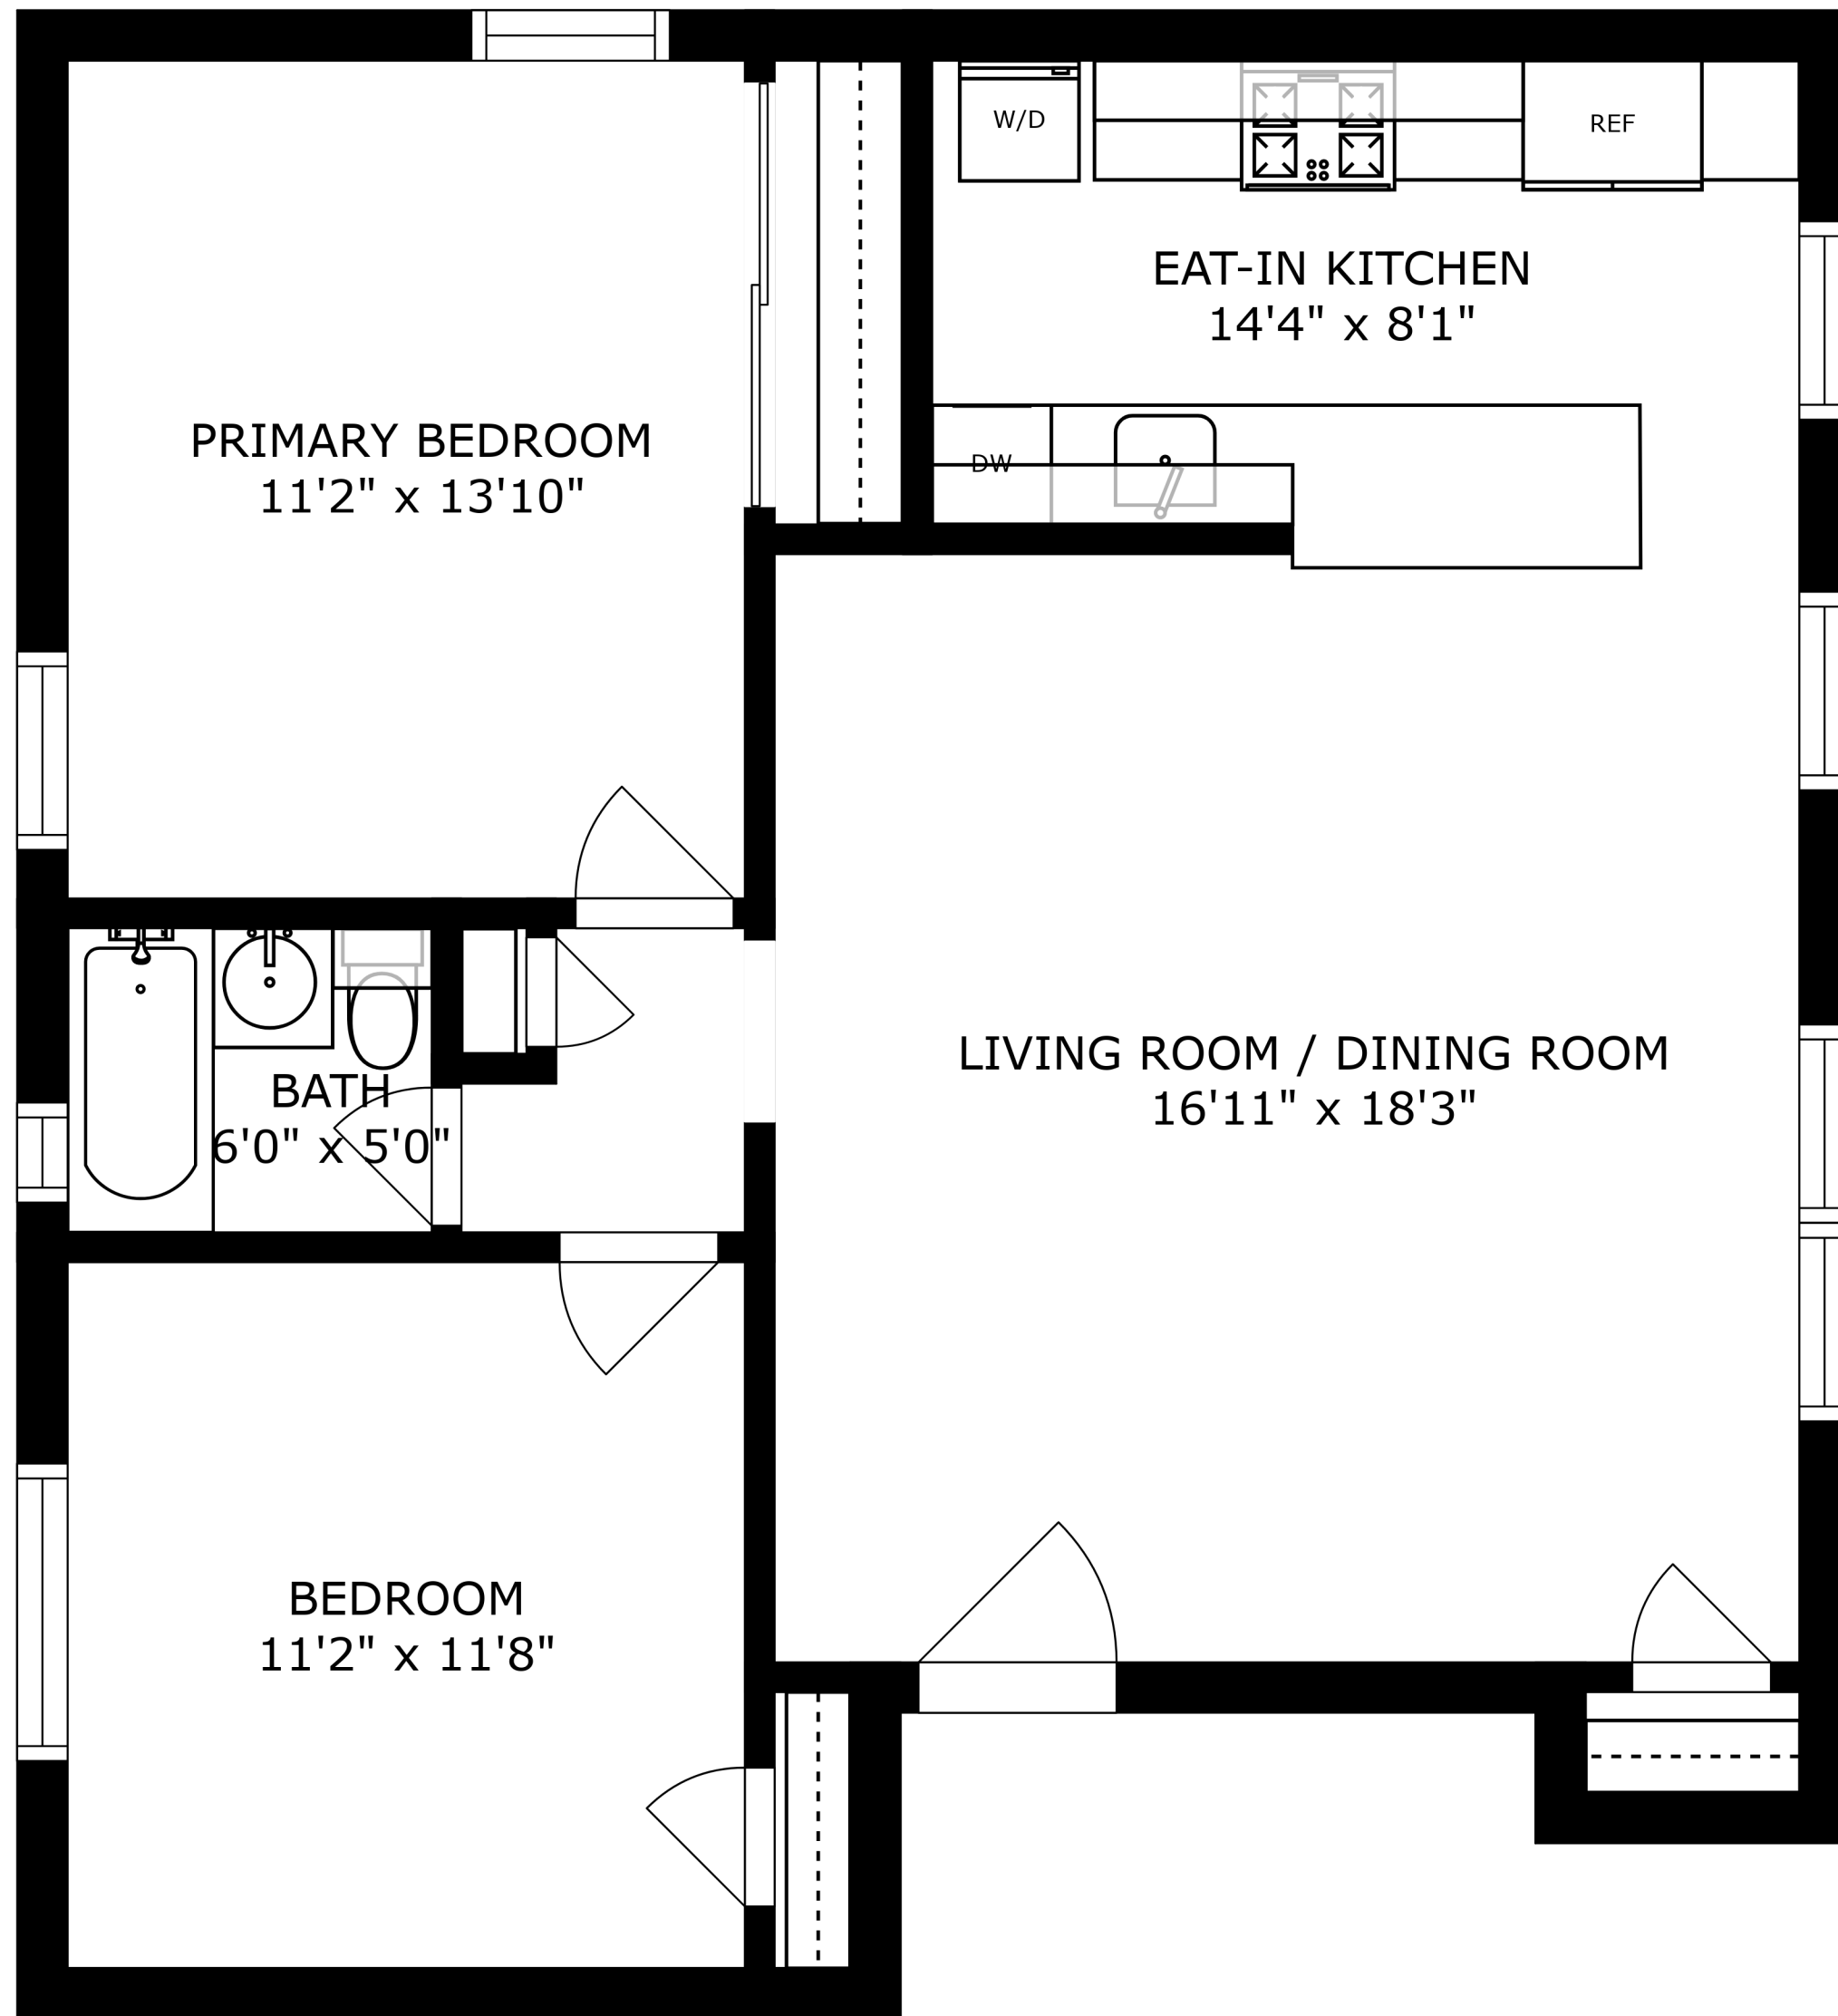 W/D
REF
EAT-IN KITCHEN
14'4" x 8'1"
PRIMARY BEDROOM
11'2" x 13'10"
DW
LIVING ROOM / DINING ROOM
16'11" x 18'3"
BATH
6'0" x 5'0"
BEDROOM
11'2" x 11'8"